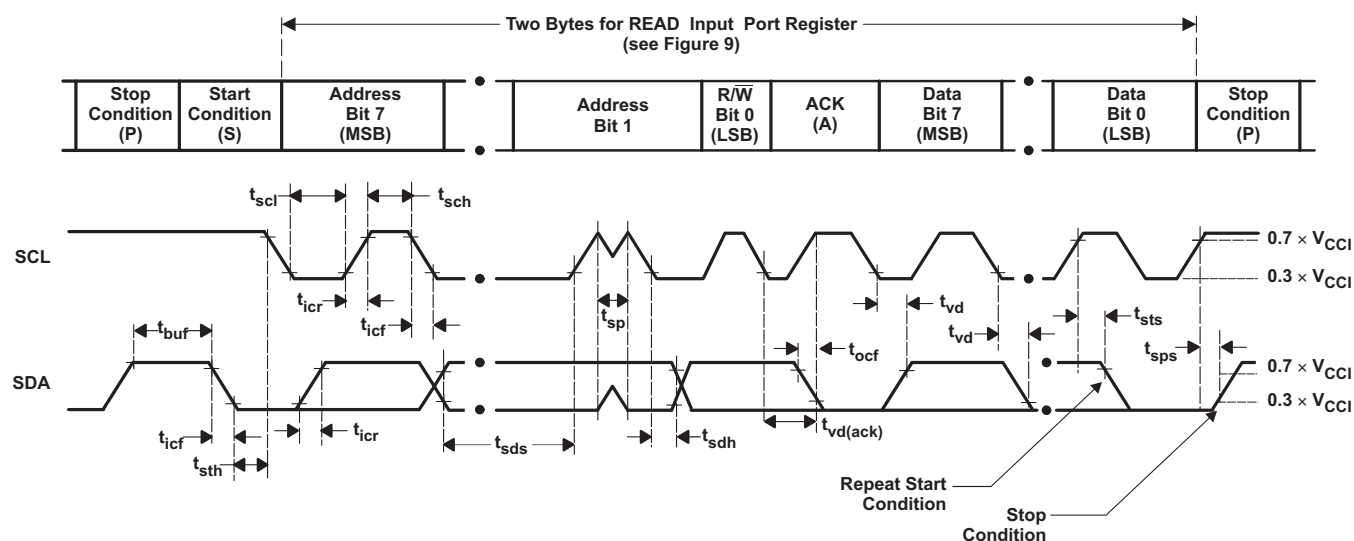 Two Bytes for READ Input Port Register
(see Figure 9)
Stop
Condition
(P)
Start
Condition
(S)
Address
Bit 7
(MSB)
Address
Bit 1
R/W̅
Bit 0
(LSB)
ACK
(A)
Data
Bit 7
(MSB)
Data
Bit 0
(LSB)
Stop
Condition
(P)
tscl
tsch
SCL
0.7 × VCCI
0.3 × VCCI
ticr
ticf
tbuf
tsp
tvd
tvd
tsts
tocf
tsps
SDA
0.7 × VCCI
0.3 × VCCI
ticf
ticr
tsth
tsds
tsdh
tvd(ack)
Repeat Start
Condition
Stop
Condition